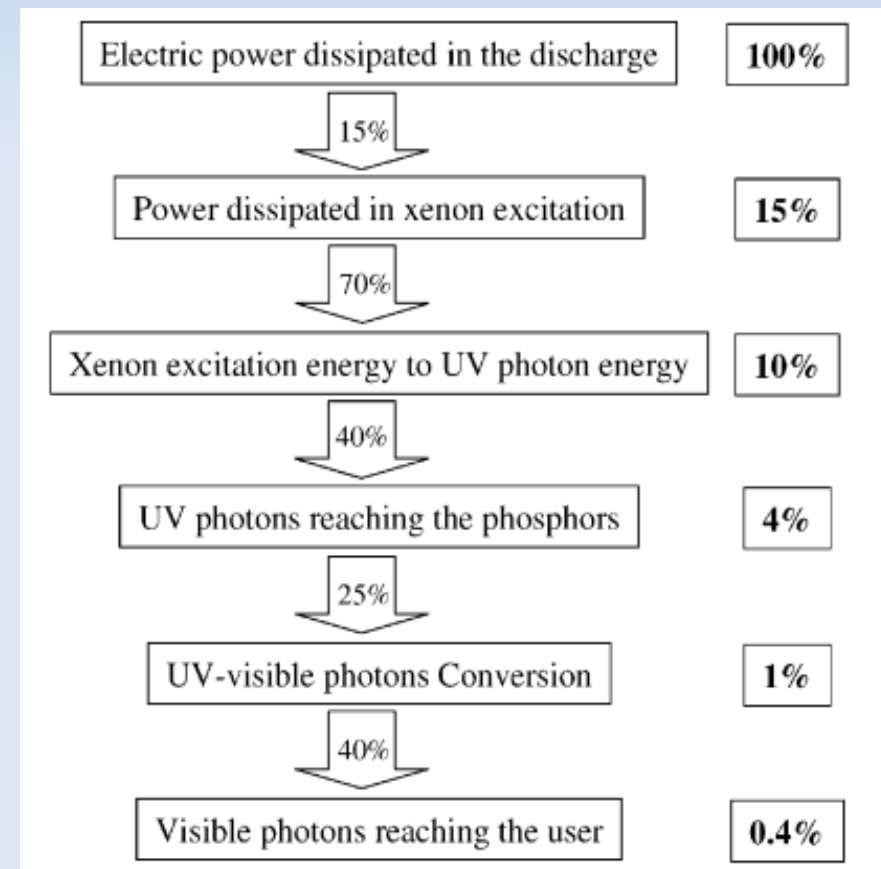 Electric power dissipated in the discharge 100%
15%
Power dissipated in xenon excitation 15%
70%
Xenon excitation energy to UV photon energy 10%
40%
UV photons reaching the phosphors 4%
25%
UV-visible photons Conversion 1%
40%
Visible photons reaching the user 0.4%